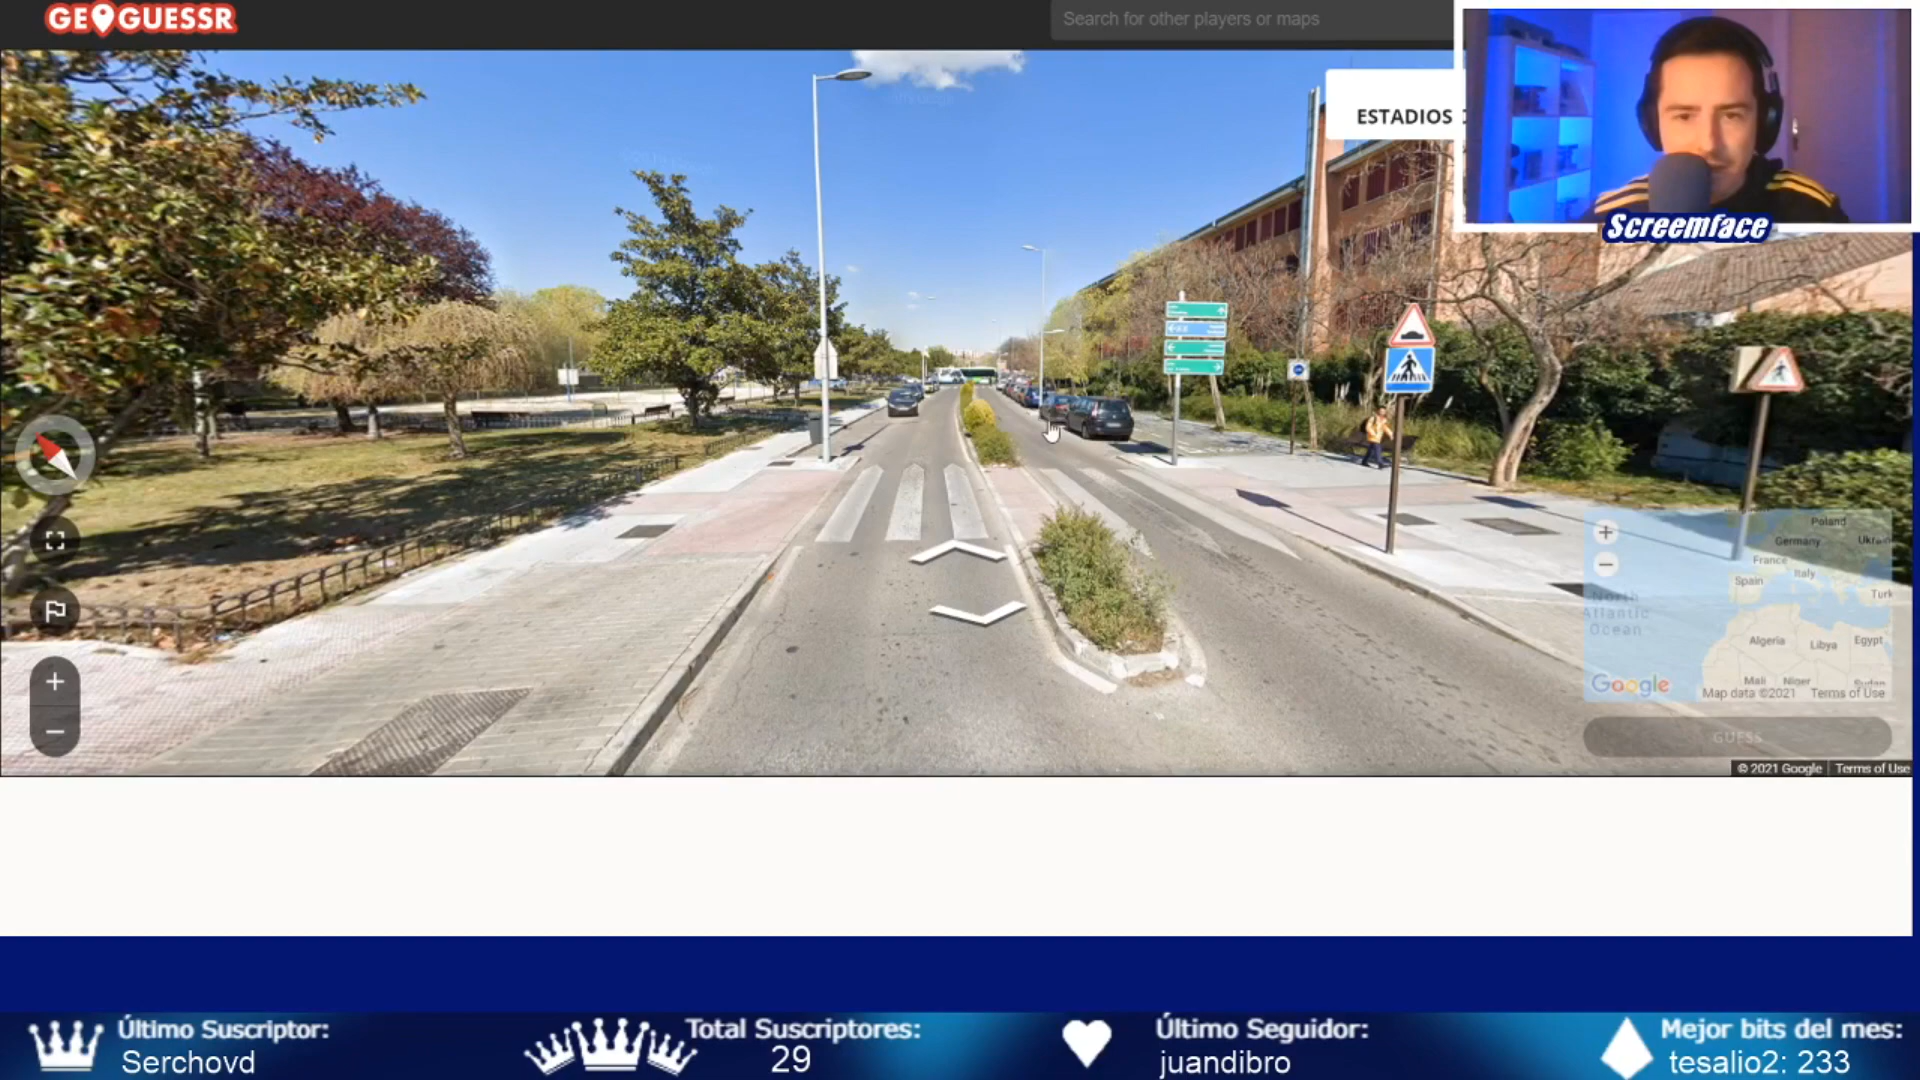 GEOGUESSR
Search for other players or maps
ESTADIOS
Screemface
Poland
Germany
France
Italy
Spain
North
Atlantic
Ocean
Algeria
Libya
Egypt
Mali
Niger
Google
Map data ©2021
Terms of Use
GUESS
© 2021 Google
Terms of Use
Último Suscriptor:
Serchovd
Total Suscriptores:
29
Último Seguidor:
juandibro
Mejor bits del mes:
tesalio2: 233